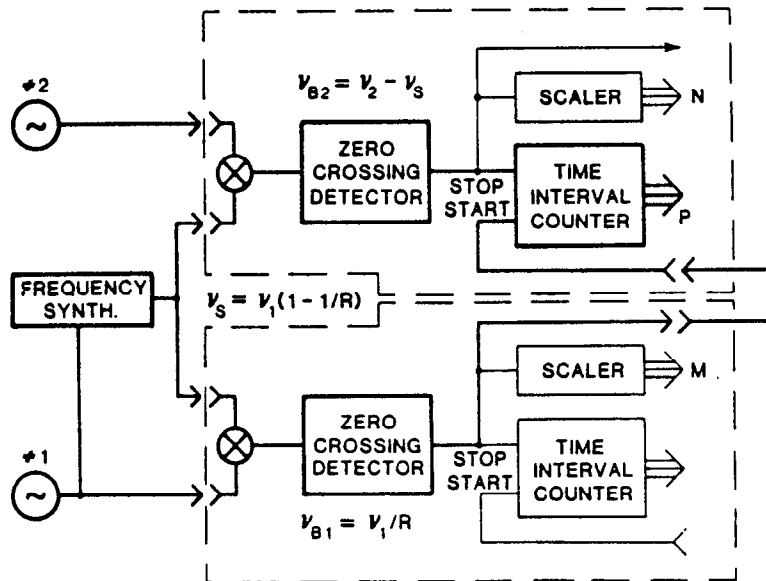 ≠2
∼
ν_B2 = ν_2 − ν_S
ZERO
CROSSING
DETECTOR
SCALER
N
STOP
START
TIME
INTERVAL
COUNTER
P
FREQUENCY
SYNTH.
ν_S = ν_1(1-1/R)
≠1
∼
ZERO
CROSSING
DETECTOR
ν_B1 = ν_1/R
SCALER
M
STOP
START
TIME
INTERVAL
COUNTER